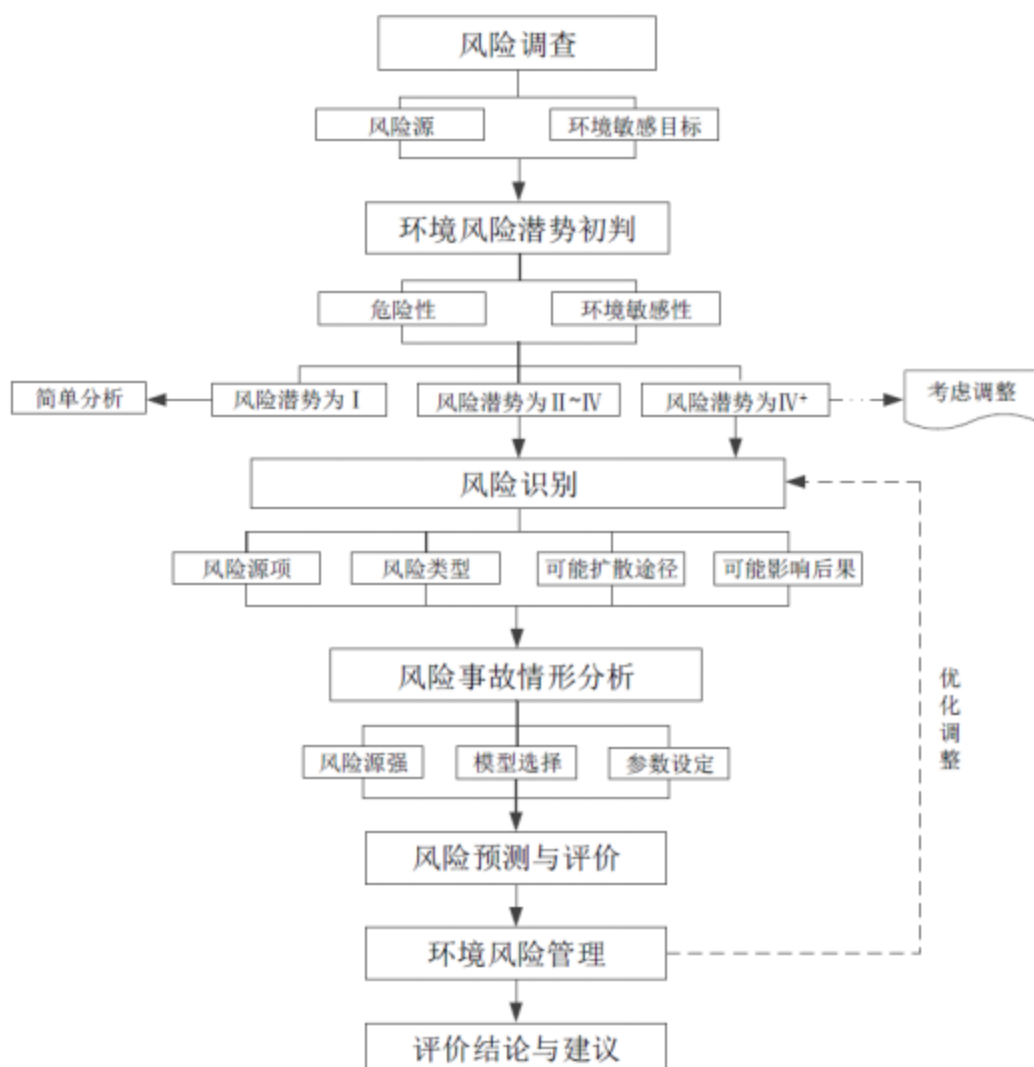 风险调查
风险源
环境敏感目标
环境风险潜势初判
危险性
环境敏感性
简单分析
风险潜势为Ⅰ
风险潜势为Ⅱ~Ⅳ
风险潜势为Ⅳ⁺
考虑调整
风险识别
风险源项
风险类型
可能扩散途径
可能影响后果
风险事故情形分析
风险源强
模型选择
参数设定
优化调整
风险预测与评价
环境风险管理
评价结论与建议